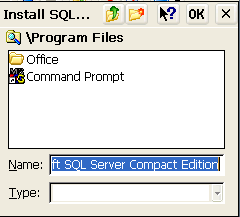 Install SQL... ? OK ×
\Program Files
Office
Command Prompt
Name: ft SQL Server Compact Edition
Type: